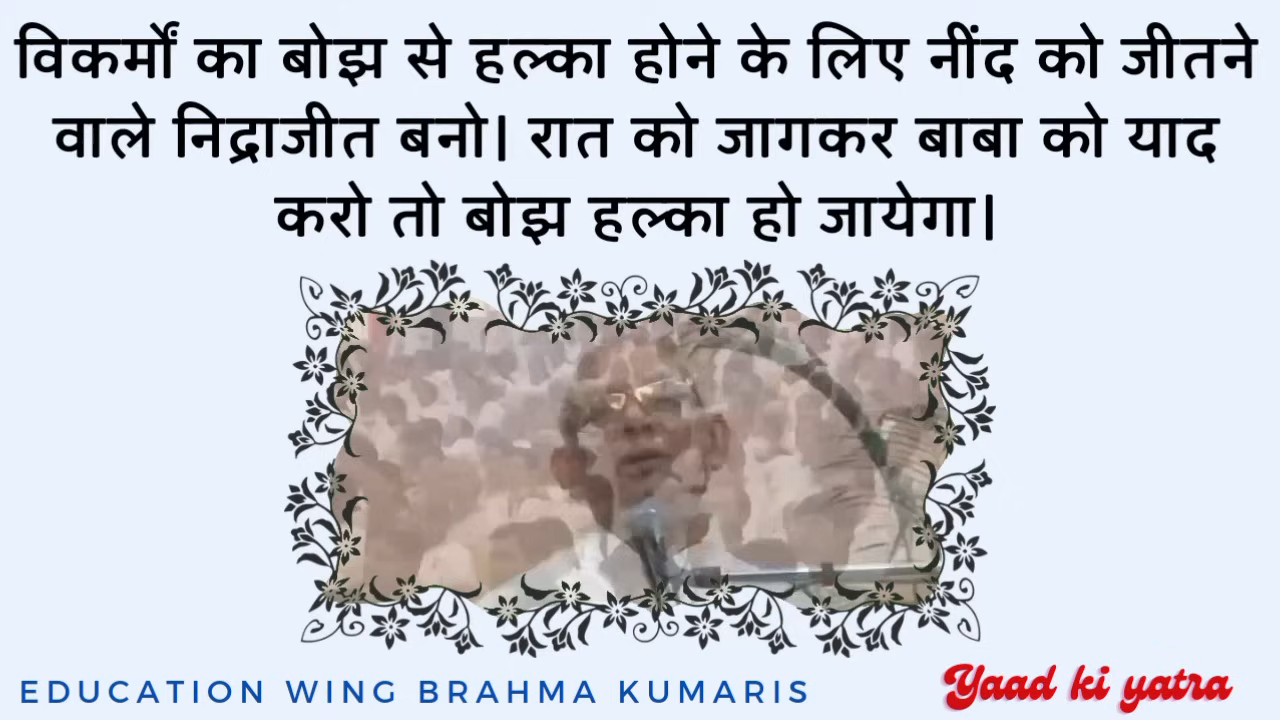 विकर्मों का बोझ से हल्का होने के लिए नींद को जीतने
वाले निद्राजीत बनो। रात को जागकर बाबा को याद
करो तो बोझ हल्का हो जायेगा।
EDUCATION WING BRAHMA KUMARIS
Yaad ki yatra